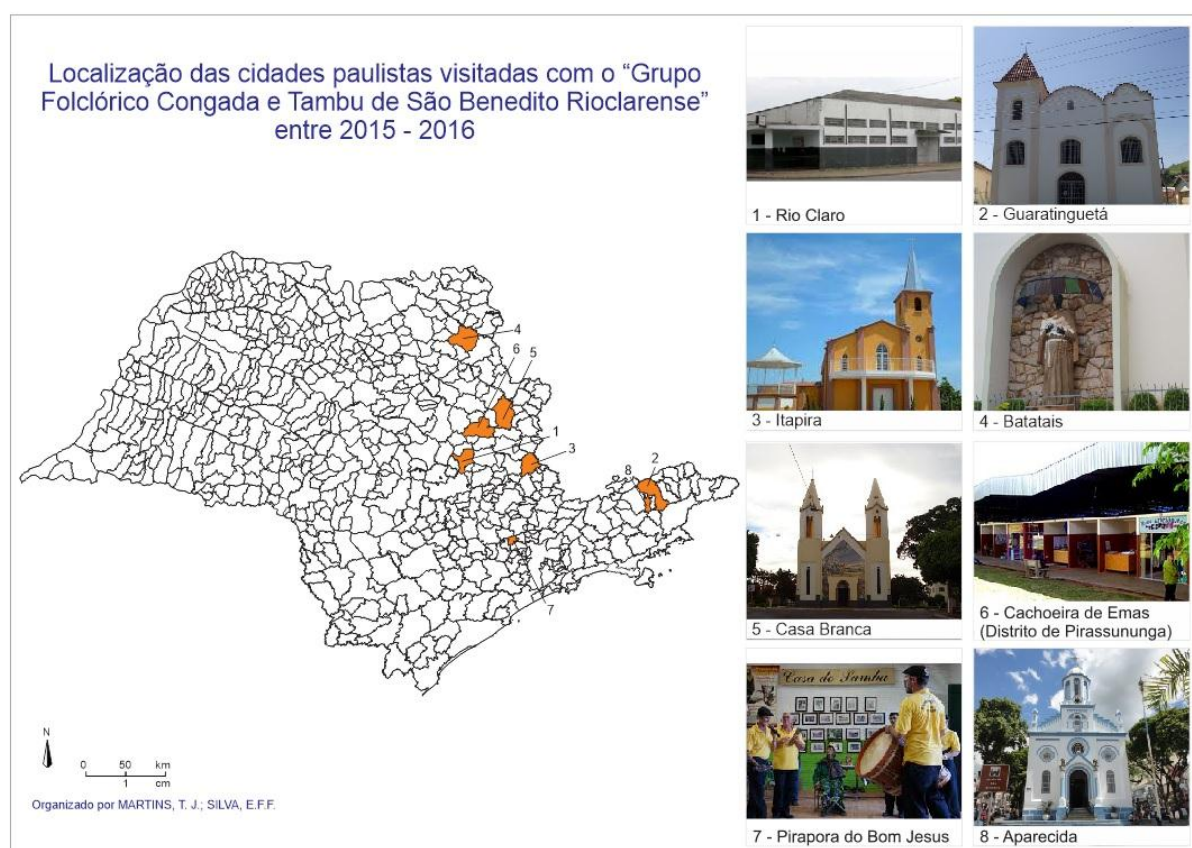 Localização das cidades paulistas visitadas com o “Grupo
Folclórico Congada e Tambu de São Benedito Rioclarense”
entre 2015 - 2016
4
6
5
1
3
8
2
7
N
0 50 km
1 cm
Organizado por MARTINS, T. J.; SILVA, E.F.F.
1 - Rio Claro
2 - Guaratinguetá
3 - Itapira
4 - Batatais
5 - Casa Branca
6 - Cachoeira de Emas
(Distrito de Pirassununga)
Casa do Samba
7 - Pirapora do Bom Jesus
8 - Aparecida